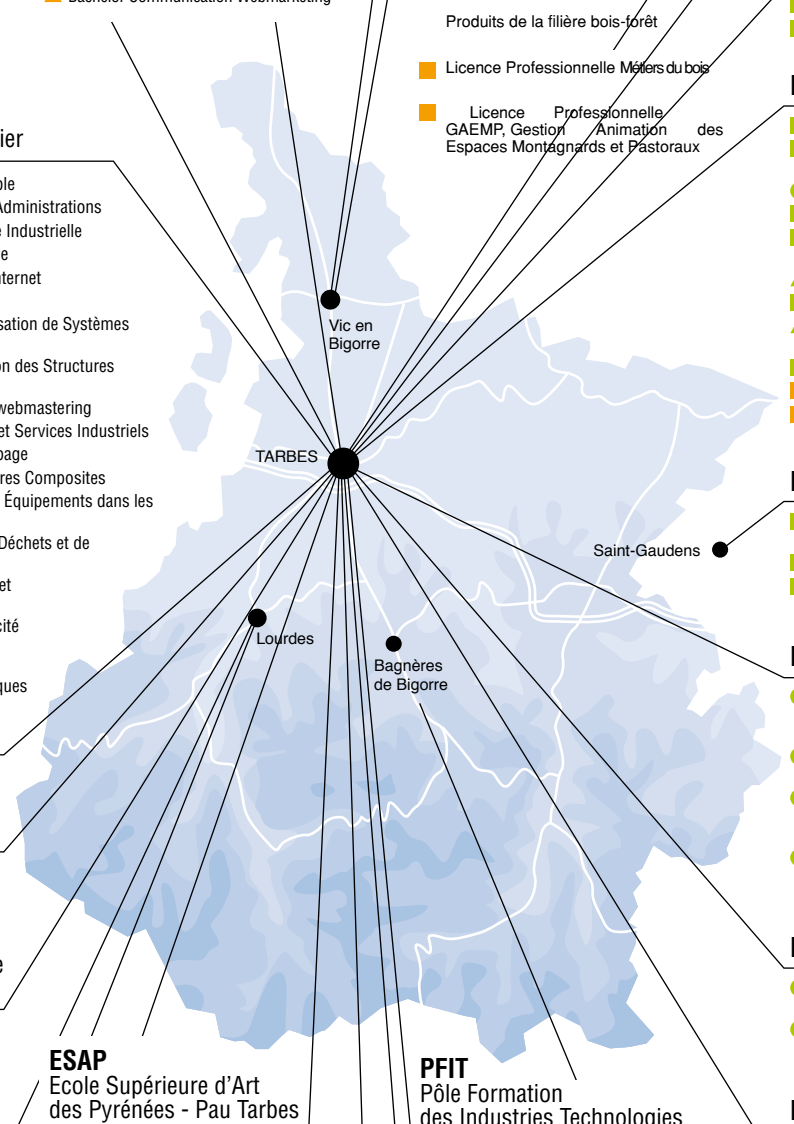 Bachelor Communication Webmarketing
Produits de la filière bois-forêt
Licence Professionnelle Métiers du bois
Licence Professionnelle
GAEMP, Gestion Animation des
Espaces Montagnards et Pastoraux
ier
ble
Administrations
e Industrielle
e
nternet
sation de Systèmes
on des Structures
webmastering
et Services Industriels
page
res Composites
Équipements dans les
Déchets et de
et
cité
ques
Vic en
Bigorre
TARBES
Saint-Gaudens
Lourdes
Bagnères
de Bigorre
e
ESAP
Ecole Supérieure d’Art
des Pyrénées - Pau Tarbes
PFIT
Pôle Formation
des Industries Technologies